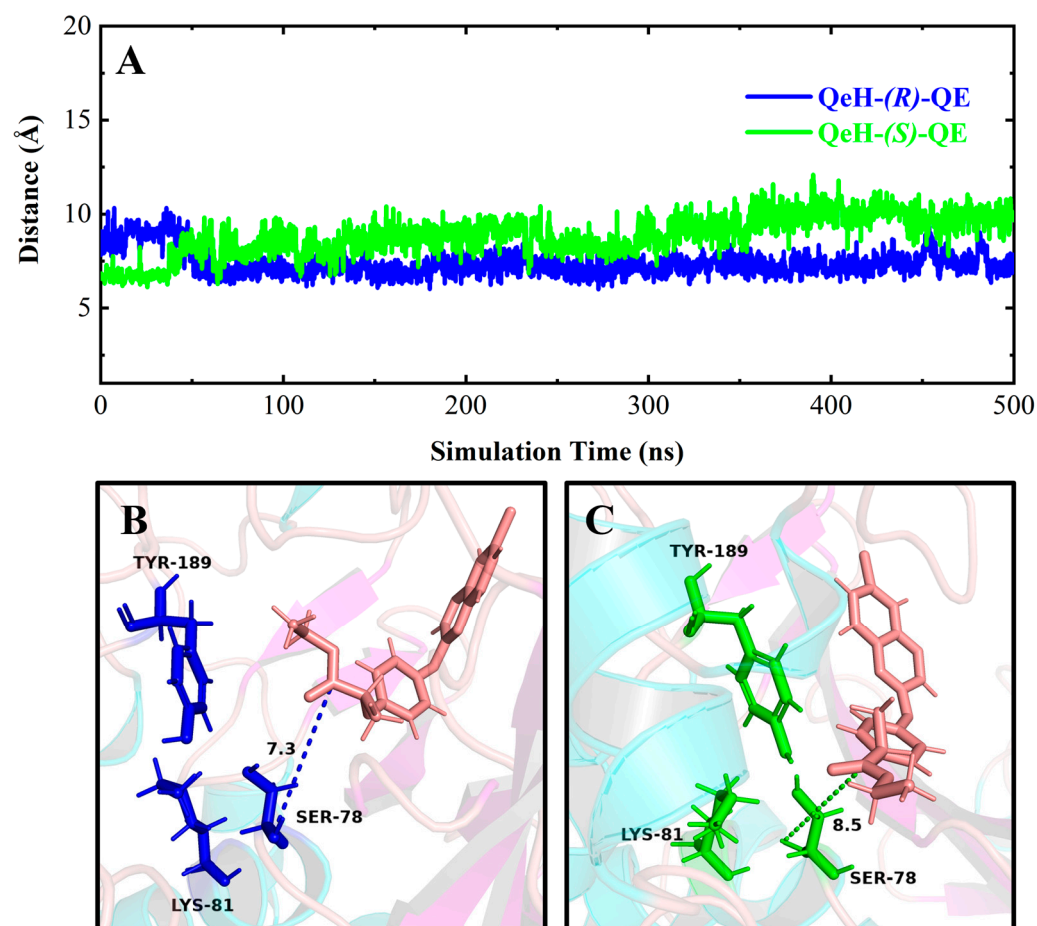 A
20
15
10
5
Distance (Å)
QeH-(R)-QE
QeH-(S)-QE
0 100 200 300 400 500
Simulation Time (ns)
B
TYR-189
7.3
SER-78
LYS-81
C
TYR-189
LYS-81
8.5
SER-78